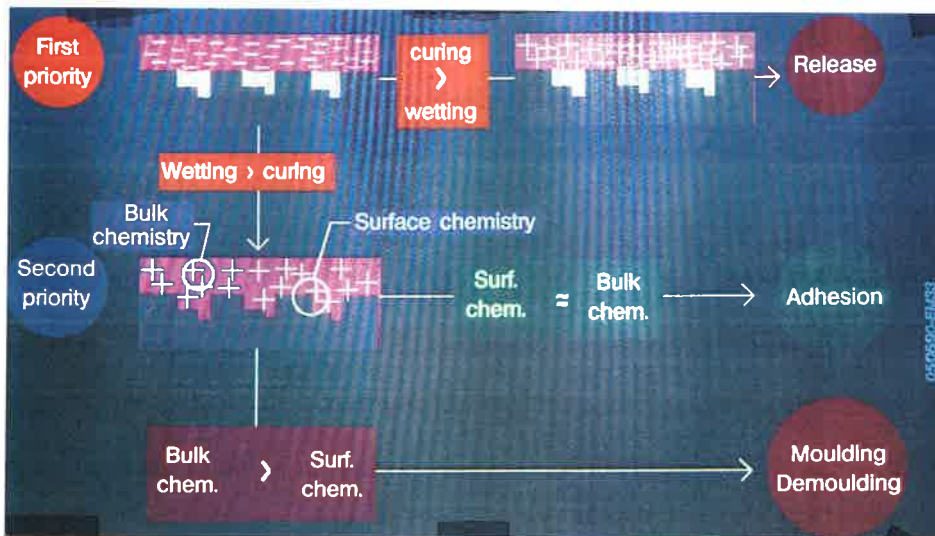 First
priority
curing
>
wetting
Release
Wetting > curing
Bulk
chemistry
Surface chemistry
Second
priority
Surf.
chem.
≈
Bulk
chem.
Adhesion
Bulk
chem.
>
Surf.
chem.
Moulding
Demoulding